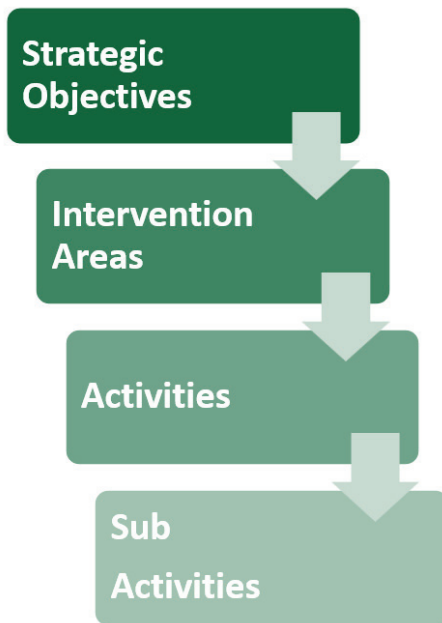 Strategic
Objectives
Intervention
Areas
Activities
Sub
Activities